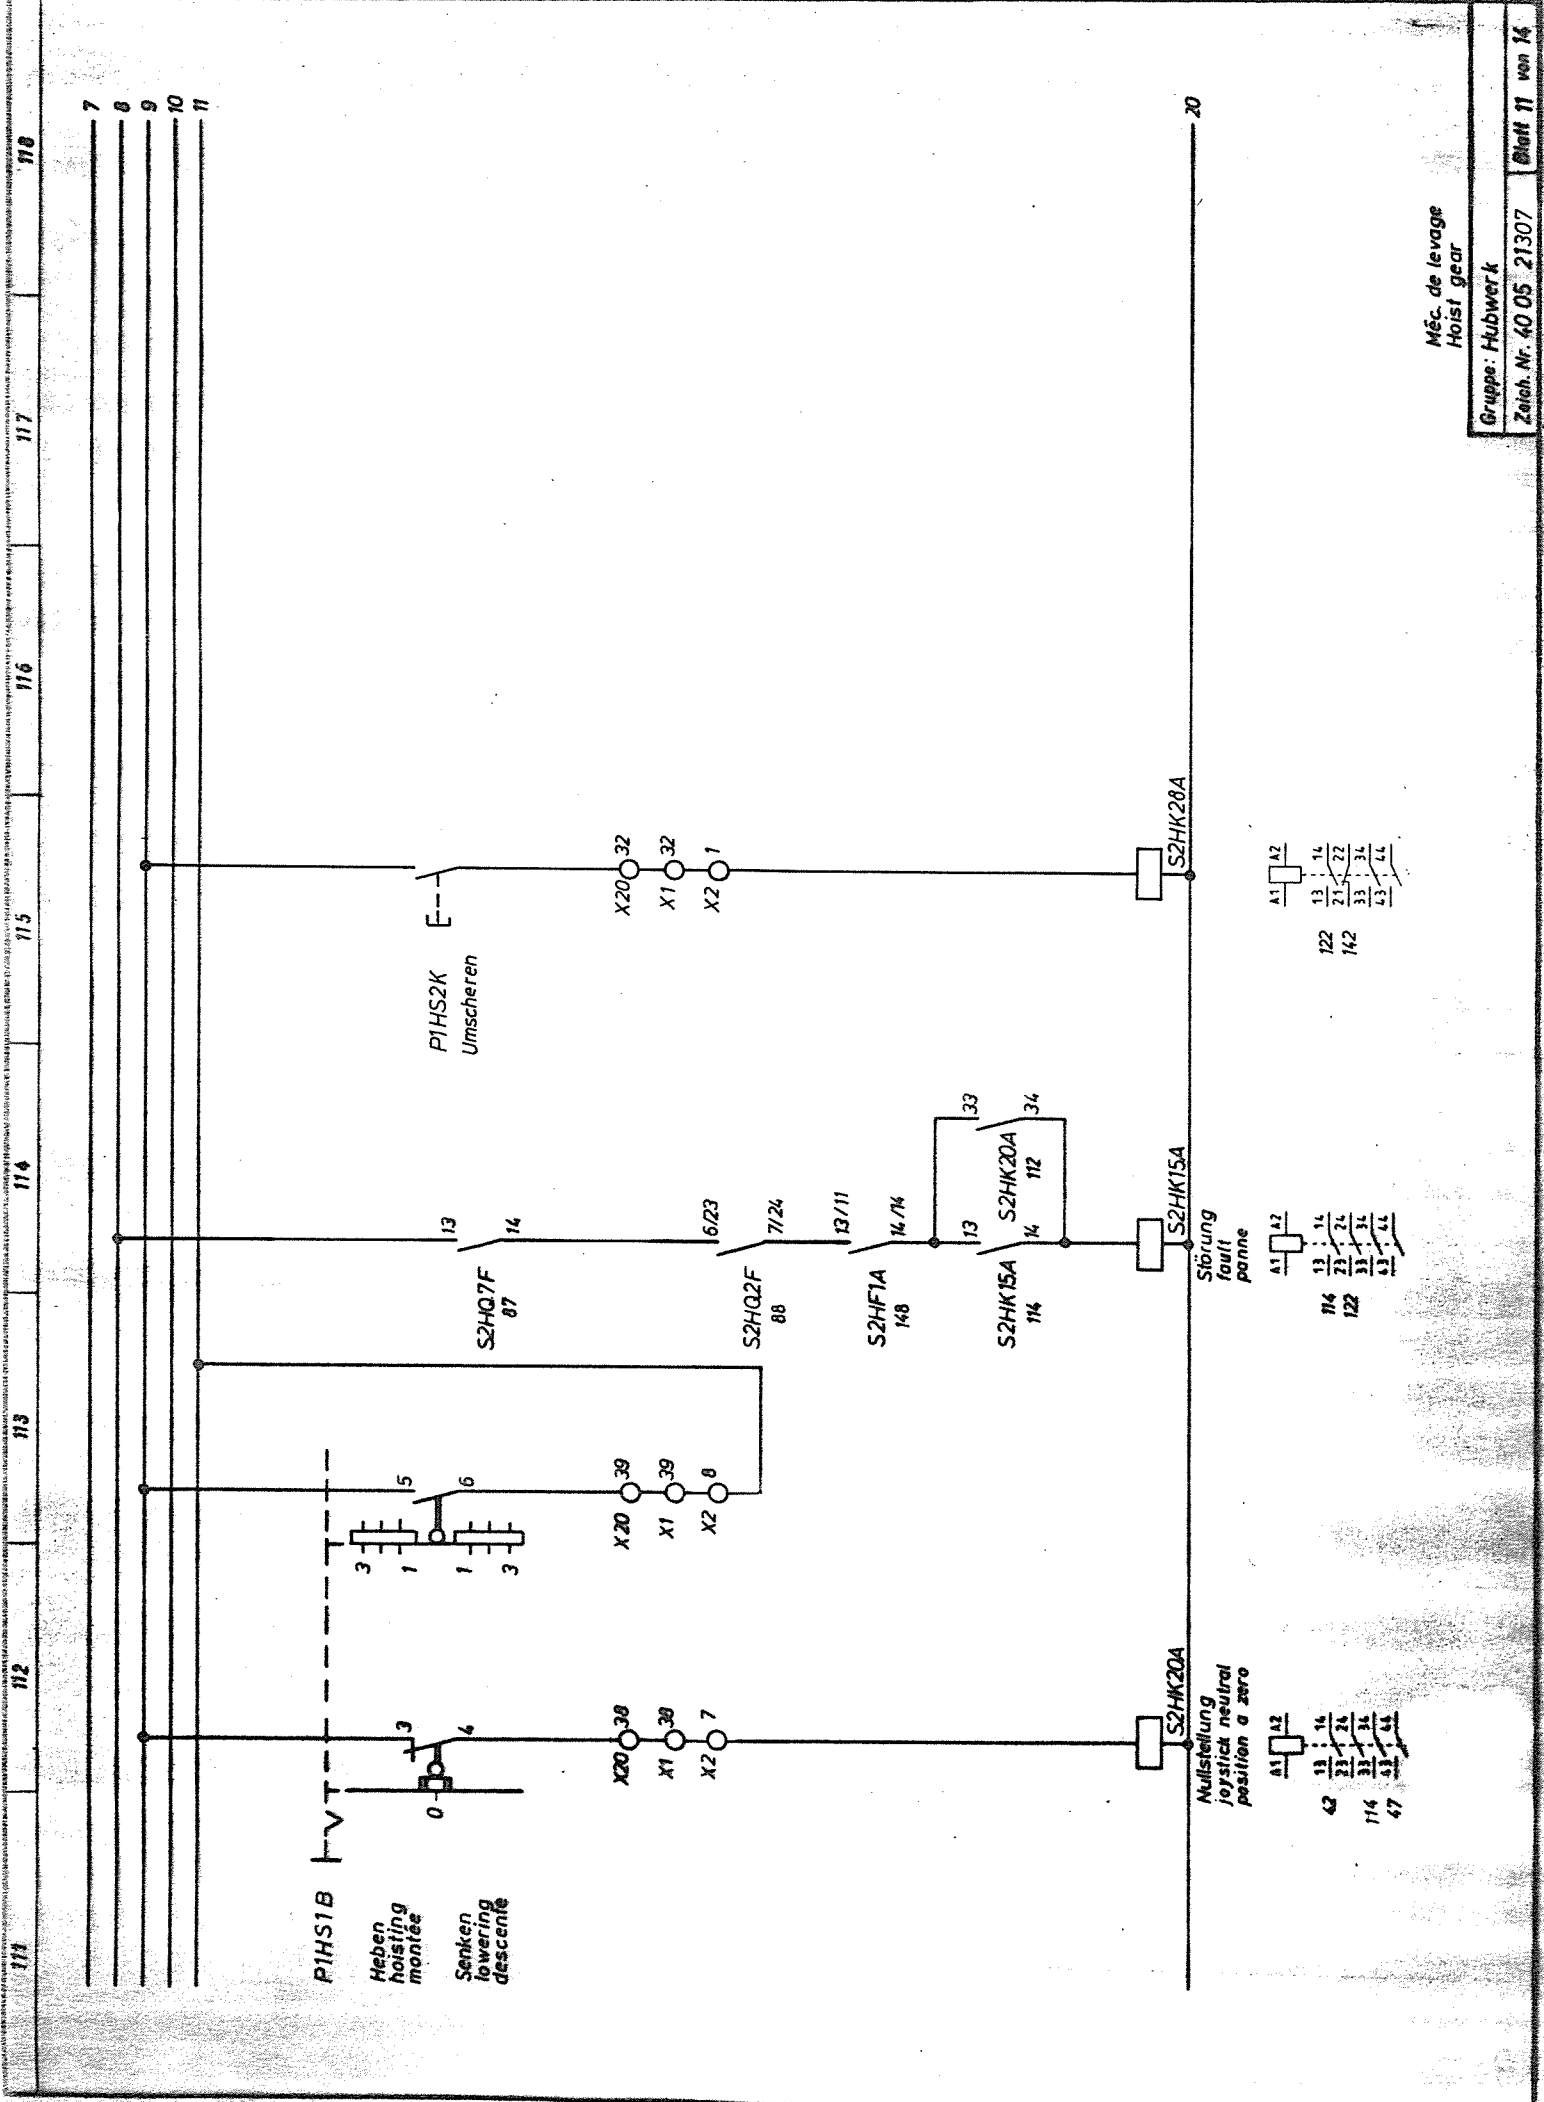 111
112
113
114
115
116
117
118
7
8
9
10
11
P1HS1B
Heben
hoisting
montée
Senken
lowering
descente
0
3
4
X20 38
X1 38
X2 7
3
1
1
3
5
6
X20 39
X1 39
X2 8
13
14
S2HQ7F
87
6/23
7/24
S2HQ2F
88
13/11
14/14
S2HF1A
148
13
14
S2HK15A
114
33
34
S2HK20A
112
P1HS2K
Umscheren
X20 32
X1 32
X2 1
S2HK20A
Nullstellung
joystick neutral
position a zero
S2HK15A
Störung
fault
panne
S2HK28A
20
A1 A2
42 13 14
23 24
114 33 34
47 43 44
A1 A2
114 13 14
122 23 24
33 34
43 44
A1 A2
122 13 14
142 21 22
33 34
43 44
Méc. de levage
Hoist gear
Gruppe: Hubwerk
Zeich. Nr. 40 05 21307 Blatt 11 von 14